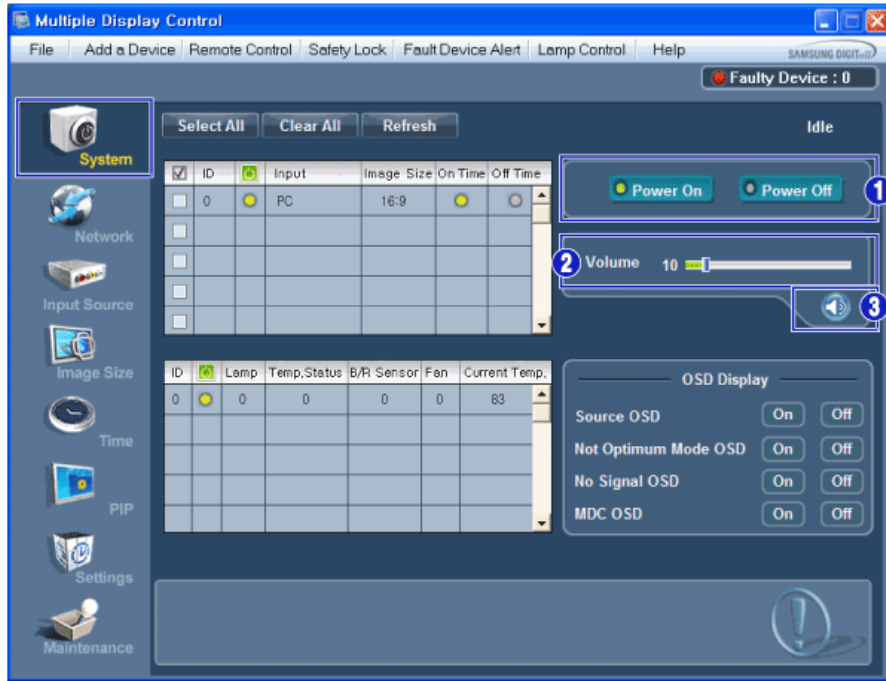 Multiple Display Control
File Add a Device Remote Control Safety Lock Fault Device Alert Lamp Control Help SAMSUNG DIGITall
Faulty Device : 0
System
Network
Input Source
Image Size
Time
PIP
Settings
Maintenance
Select All Clear All Refresh Idle
ID Input Image Size On Time Off Time
0 PC 16:9
Power On Power Off 1
2 Volume 10
3
ID Lamp Temp,Status B/R Sensor Fan Current Temp,
0 0 0 0 0 83
OSD Display
Source OSD On Off
Not Optimum Mode OSD On Off
No Signal OSD On Off
MDC OSD On Off